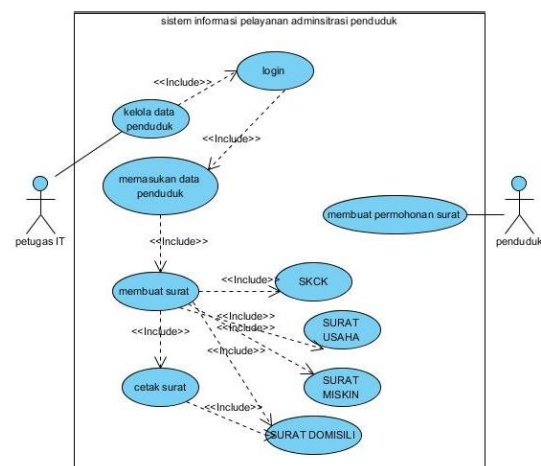 sistem informasi pelayanan adminsitrasi penduduk
login
<<Include>>
kelola data
penduduk
<<Include>>
memasukan data
penduduk
membuat permohonan surat
petugas IT
penduduk
<<Include>>
membuat surat
<<Include>>
SKCK
<<Include>>
<<Include>>
<<Include>>
SURAT
USAHA
<<Include>>
cetak surat
SURAT
MISKIN
<<Include>>
SURAT DOMISILI